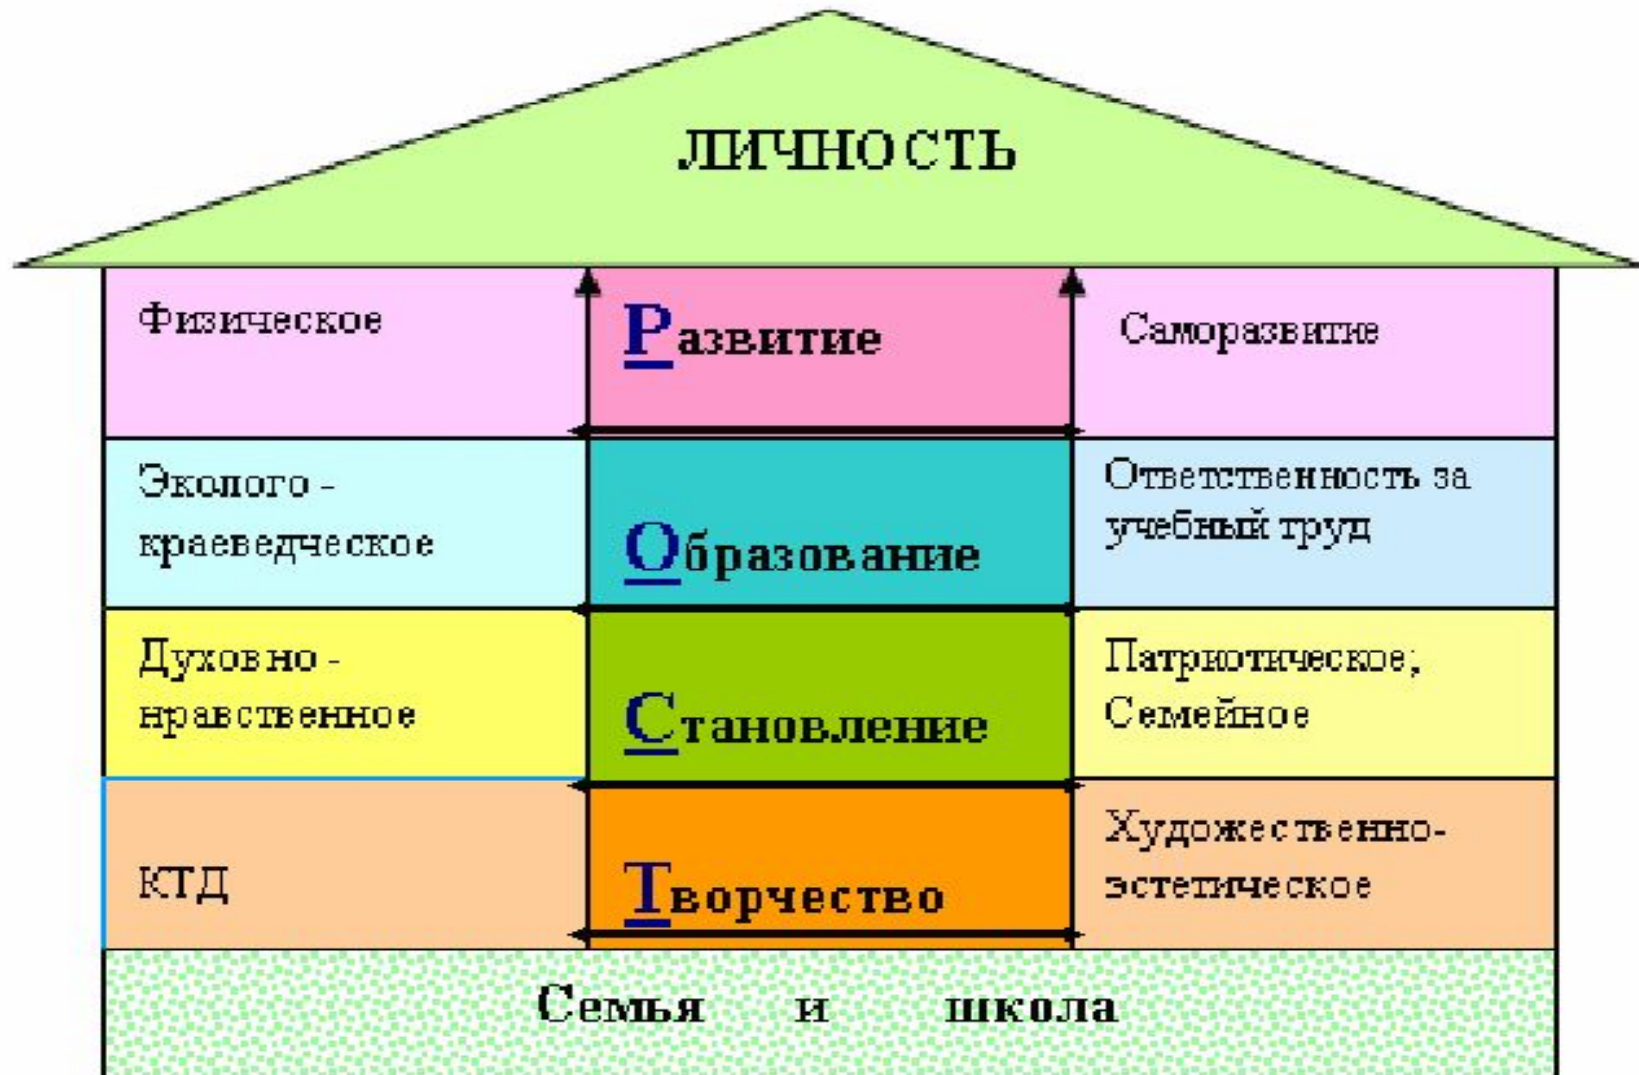 ЛИЧНОСТЬ
Физическое
Развитие
Саморазвитие
Эколого -
краеведческое
Образование
Ответственность за
учебный труд
Духовно -
нравственное
Становление
Патриотическое;
Семейное
КТД
Творчество
Художественно-
эстетическое
Семья и школа